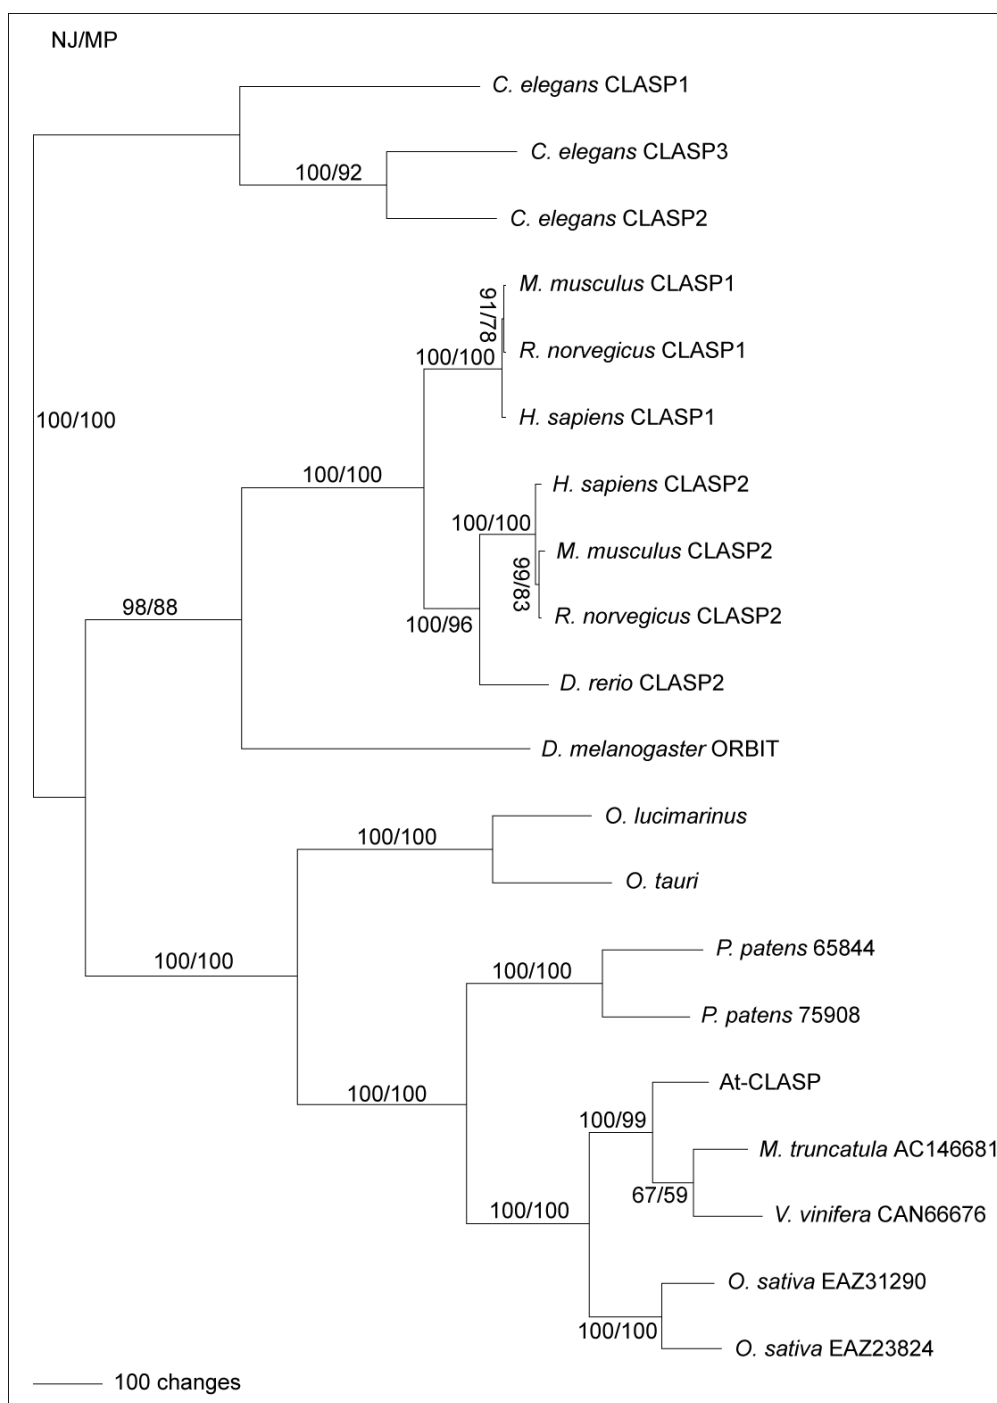 NJ/MP
C. elegans CLASP1
C. elegans CLASP3
100/92
C. elegans CLASP2
M. musculus CLASP1
91/78
R. norvegicus CLASP1
100/100
H. sapiens CLASP1
100/100
100/100
H. sapiens CLASP2
100/100
M. musculus CLASP2
99/83
R. norvegicus CLASP2
98/88
100/96
D. rerio CLASP2
D. melanogaster ORBIT
O. lucimarinus
100/100
O. tauri
P. patens 65844
100/100
100/100
P. patens 75908
At-CLASP
100/100
100/99
M. truncatula AC146681
67/59
100/100
V. vinifera CAN66676
O. sativa EAZ31290
100/100
O. sativa EAZ23824
100 changes